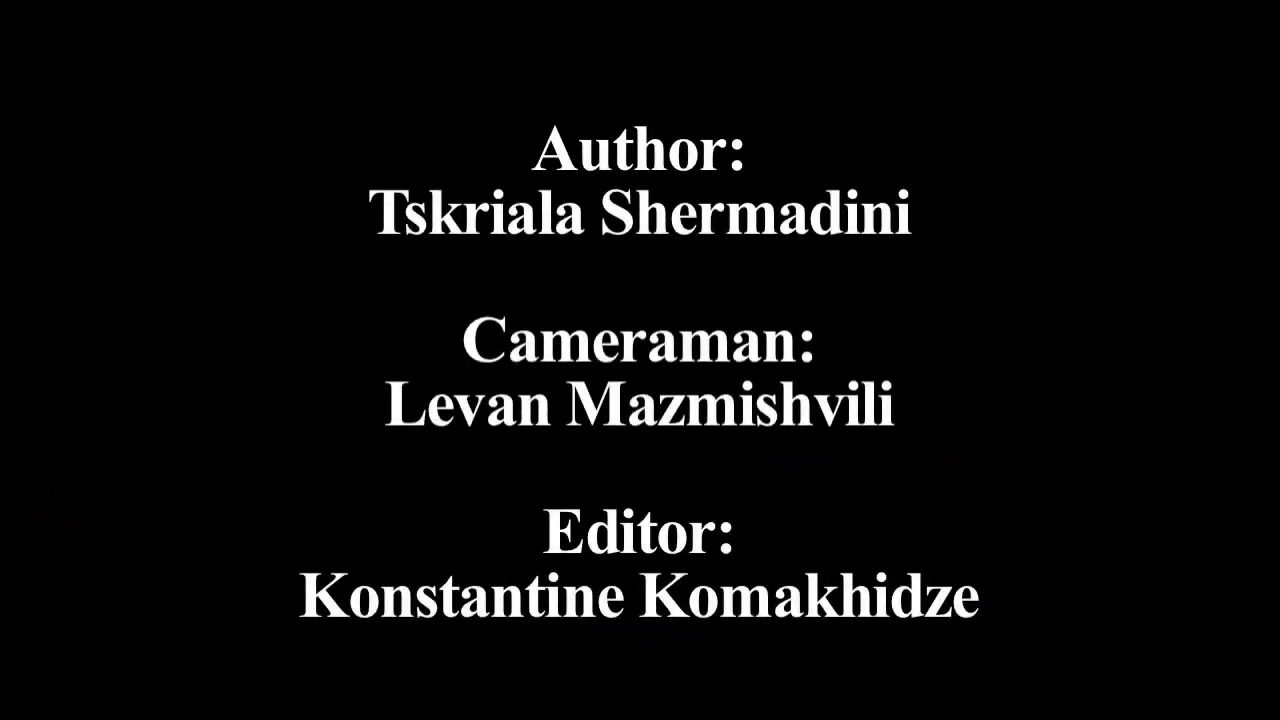 Author:
Tskriala Shermadini
Cameraman:
Levan Mazmishvili
Editor:
Konstantine Komakhidze